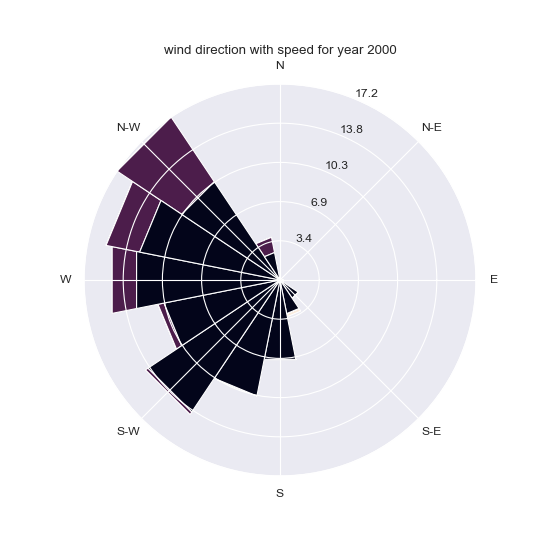 wind direction with speed for year 2000
N
17.2
N-W
13.8
N-E
10.3
6.9
3.4
W
E
S-W
S-E
S